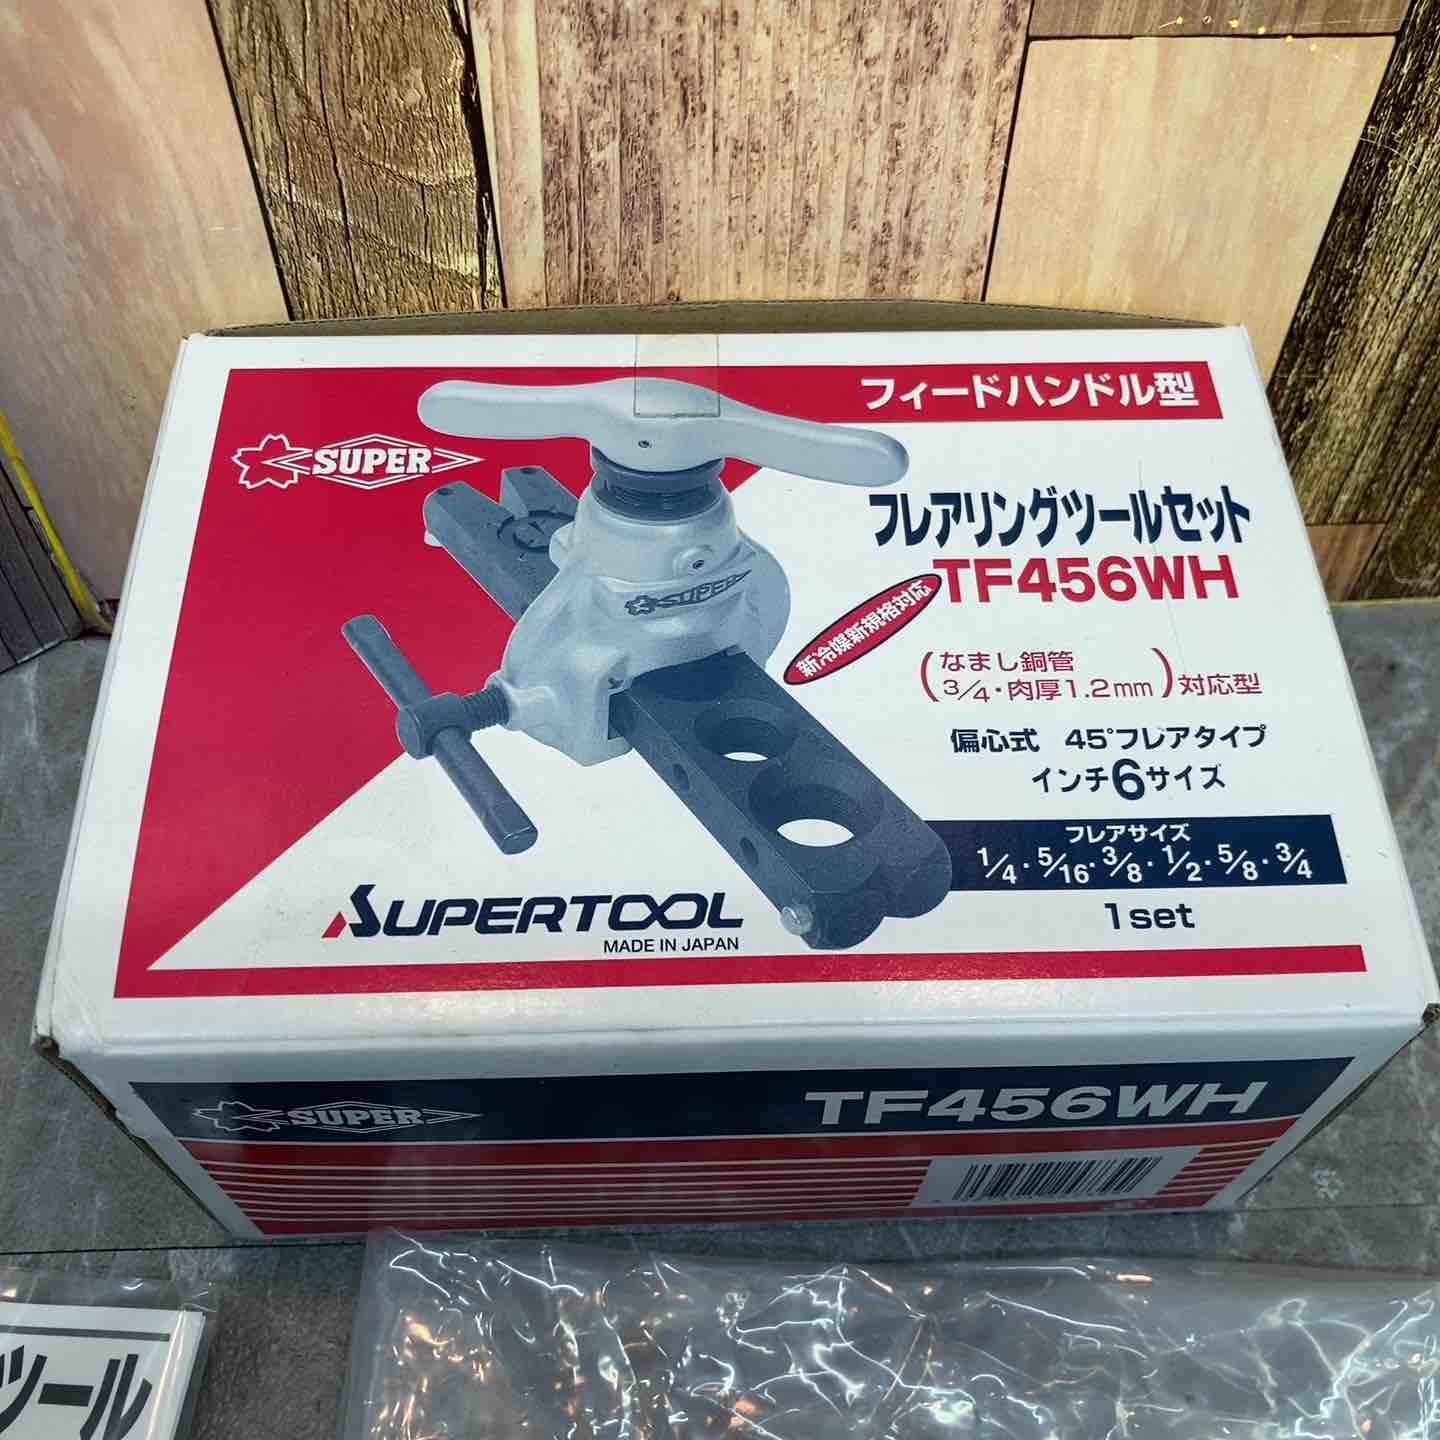 フィードハンドル型
SUPER
フレアリングツールセット
TF456WH
新冷媒新規格対応
SUPER
(なまし銅管
3/4・肉厚1.2mm)対応型
偏心式 45°フレアタイプ
インチ6サイズ
フレアサイズ
1/4・5/16・3/8・1/2・5/8・3/4
1set
SUPERTOOL
MADE IN JAPAN
SUPER
TF456WH
ツール